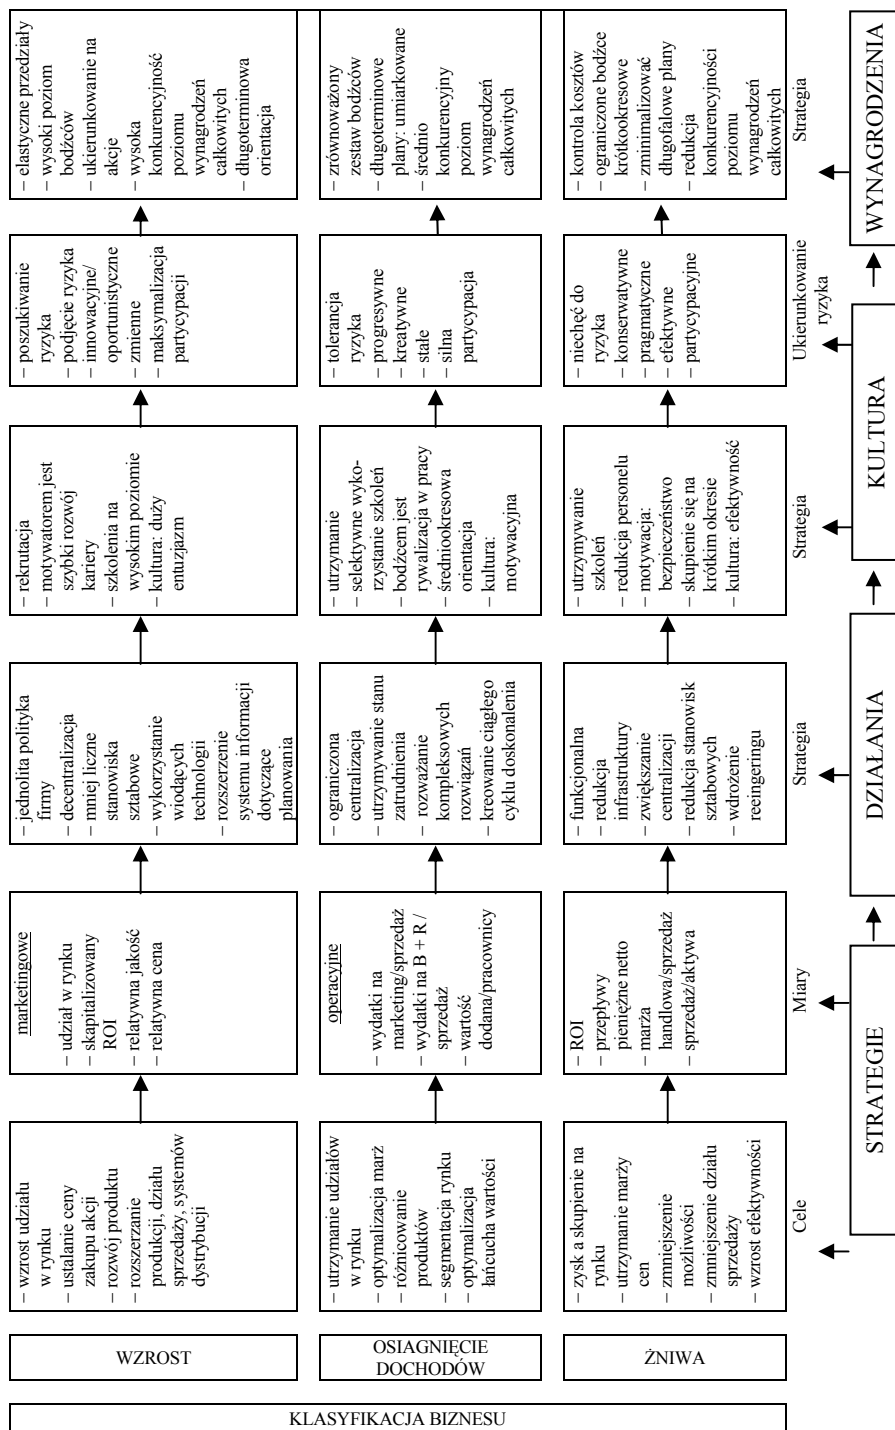 KLASYFIKACJA BIZNESU
WZROST
– wzrost udziału
w rynku
– ustalanie ceny
zakupu akcji
– rozwój produktu
– rozszerzanie
produkcji, działu
sprzedaży, systemów
dystrybucji
marketingowe
– udział w rynku
– skapitalizowany
ROI
– relatywna jakość
– relatywna cena
– jednolita polityka
firmy
– decentralizacja
– mniej liczne
stanowiska
sztabowe
– wykorzystanie
wiodących
technologii
– rozszerzenie
systemu informacji
dotyczące
planowania
– rekrutacja
– motywatorem jest
szybki rozwój
kariery
– szkolenia na
wysokim poziomie
– kultura: duży
entuzjazm
– poszukiwanie
ryzyka
– podjęcie ryzyka
– innowacyjne/
oportunistyczne
– zmienne
– maksymalizacja
partycypacji
– elastyczne przedziały
– wysoki poziom
bodźców
– ukierunkowanie na
akcje
– wysoka
konkurencyjność
poziomu
wynagrodzeń
całkowitych
– długoterminowa
orientacja
OSIAGNIĘCIE
DOCHODÓW
– utrzymanie udziałów
w rynku
– optymalizacja marż
– różnicowanie
produktów
– segmentacja rynku
– optymalizacja
łańcucha wartości
operacyjne
– wydatki na
marketing/sprzedaż
– wydatki na B + R /
sprzedaż
– wartość
dodana/pracownicy
– ograniczona
centralizacja
– utrzymywanie stanu
zatrudnienia
– rozważanie
kompleksowych
rozwiązań
– kreowanie ciągłego
cyklu doskonalenia
– utrzymanie
– selektywne wyko-
rzystanie szkoleń
– bodźcem jest
rywalizacja w pracy
– średniookresowa
orientacja
– kultura:
motywacyjna
– tolerancja
ryzyka
– progresywne
– kreatywne
– stałe
– silna
partycypacja
– zrównoważony
zestaw bodźców
– długoterminowe
plany: umiarkowane
– średnio
konkurencyjny
poziom
wynagrodzeń
całkowitych
ŻNIWA
– zysk a skupienie na
rynku
– utrzymanie marży
cen
– zmniejszenie
możliwości
– zmniejszenie działu
sprzedaży
– wzrost efektywności
– ROI
– przepływy
pieniężne netto
– marża
handlowa/sprzedaż
– sprzedaż/aktywa
– funkcjonalna
– redukcja
infrastruktury
– zwiększanie
centralizacji
– redukcja stanowisk
sztabowych
– wdrożenie
reeingeringu
– utrzymywanie
szkoleń
– redukcja personelu
– motywacja:
bezpieczeństwo
– skupienie się na
krótkim okresie
– kultura: efektywność
– niechęć do
ryzyka
– konserwatywne
– pragmatyczne
– efektywne
– partycypacyjne
– kontrola kosztów
– ograniczone bodźce
krótkookresowe
– zminimalizować
długofalowe plany
– redukcja
konkurencyjności
poziomu
wynagrodzeń
całkowitych
Cele
Miary
Strategia
Strategia
Ukierunkowanie
ryzyka
Strategia
STRATEGIE
DZIAŁANIA
KULTURA
WYNAGRODZENIA